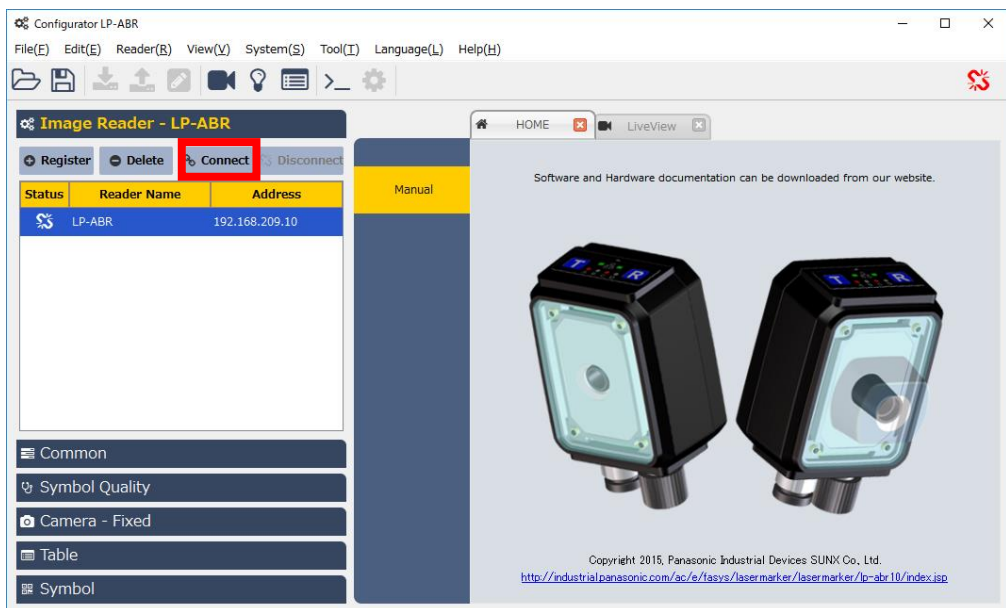 Configurator LP-ABR
File(F) Edit(E) Reader(R) View(V) System(S) Tool(T) Language(L) Help(H)
Image Reader - LP-ABR
HOME LiveView
Register Delete Connect Disconnect
Status Reader Name Address
LP-ABR 192.168.209.10
Manual
Software and Hardware documentation can be downloaded from our website.
T R
T R
Common
Symbol Quality
Camera - Fixed
Table
Symbol
Copyright 2015, Panasonic Industrial Devices SUNX Co., Ltd.
http://industrial.panasonic.com/ac/e/fasys/lasermarker/lasermarker/lp-abr10/index.jsp